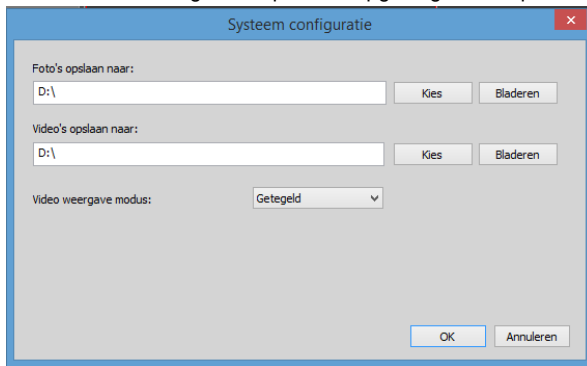 Systeem configuratie
Foto's opslaan naar:
D:\
Kies
Bladeren
Video's opslaan naar:
D:\
Kies
Bladeren
Video weergave modus:
Getegeld
OK
Annuleren